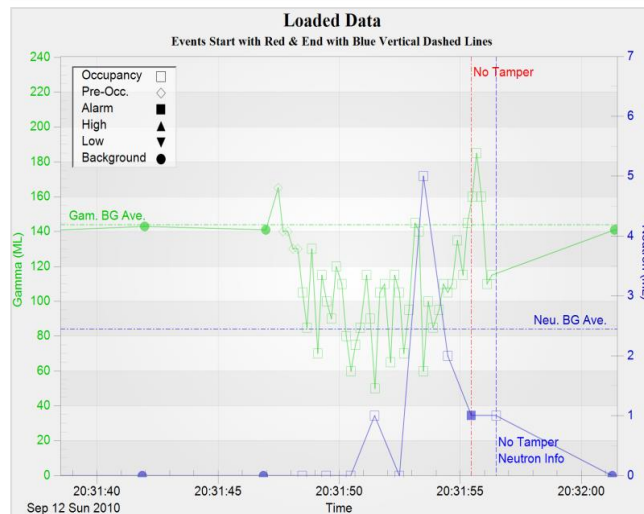 Loaded Data
Events Start with Red & End with Blue Vertical Dashed Lines
240
220
200
180
160
140
120
100
80
60
40
20
0
Gamma (ML)
Occupancy
Pre-Occ.
Alarm
High
Low
Background
No Tamper
Gam. BG Ave.
Neu. BG Ave.
No Tamper
Neutron Info
7
6
5
4
3
2
1
0
20:31:40
20:31:45
20:31:50
20:31:55
20:32:00
Sep 12 Sun 2010
Time